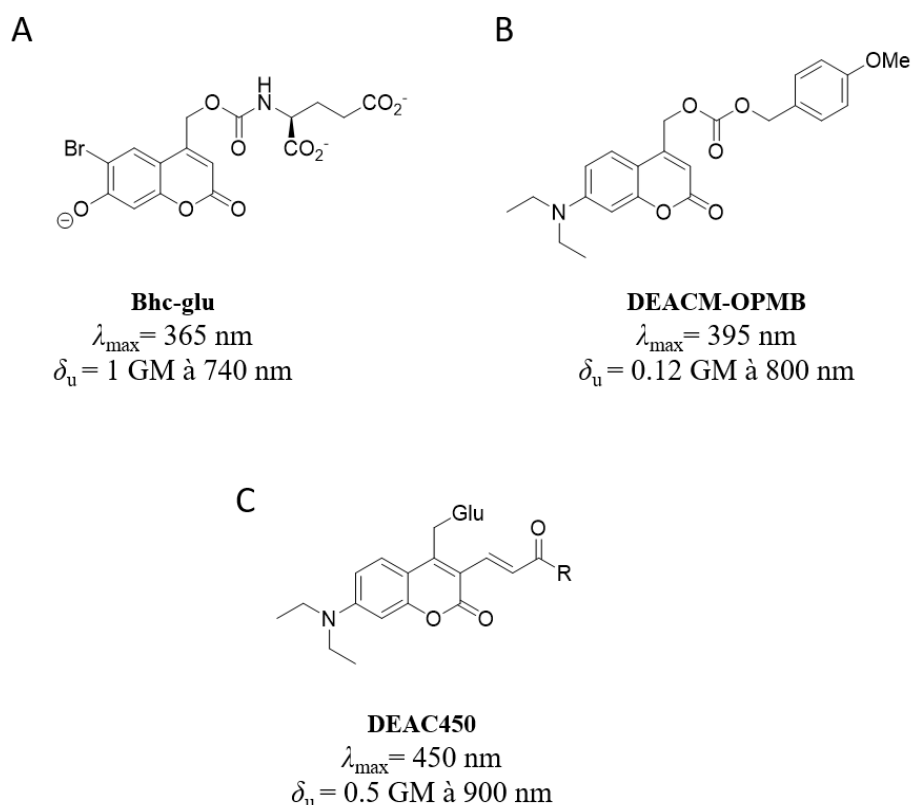 A
B
H
O
N
CO2-
O
CO2-
Br
O
O
O
⊖
OMe
O
O
O
N
O
O
Bhc-glu
λmax= 365 nm
δu = 1 GM à 740 nm
DEACM-OPMB
λmax= 395 nm
δu = 0.12 GM à 800 nm
C
Glu
O
R
N
O
O
DEAC450
λmax= 450 nm
δu = 0.5 GM à 900 nm